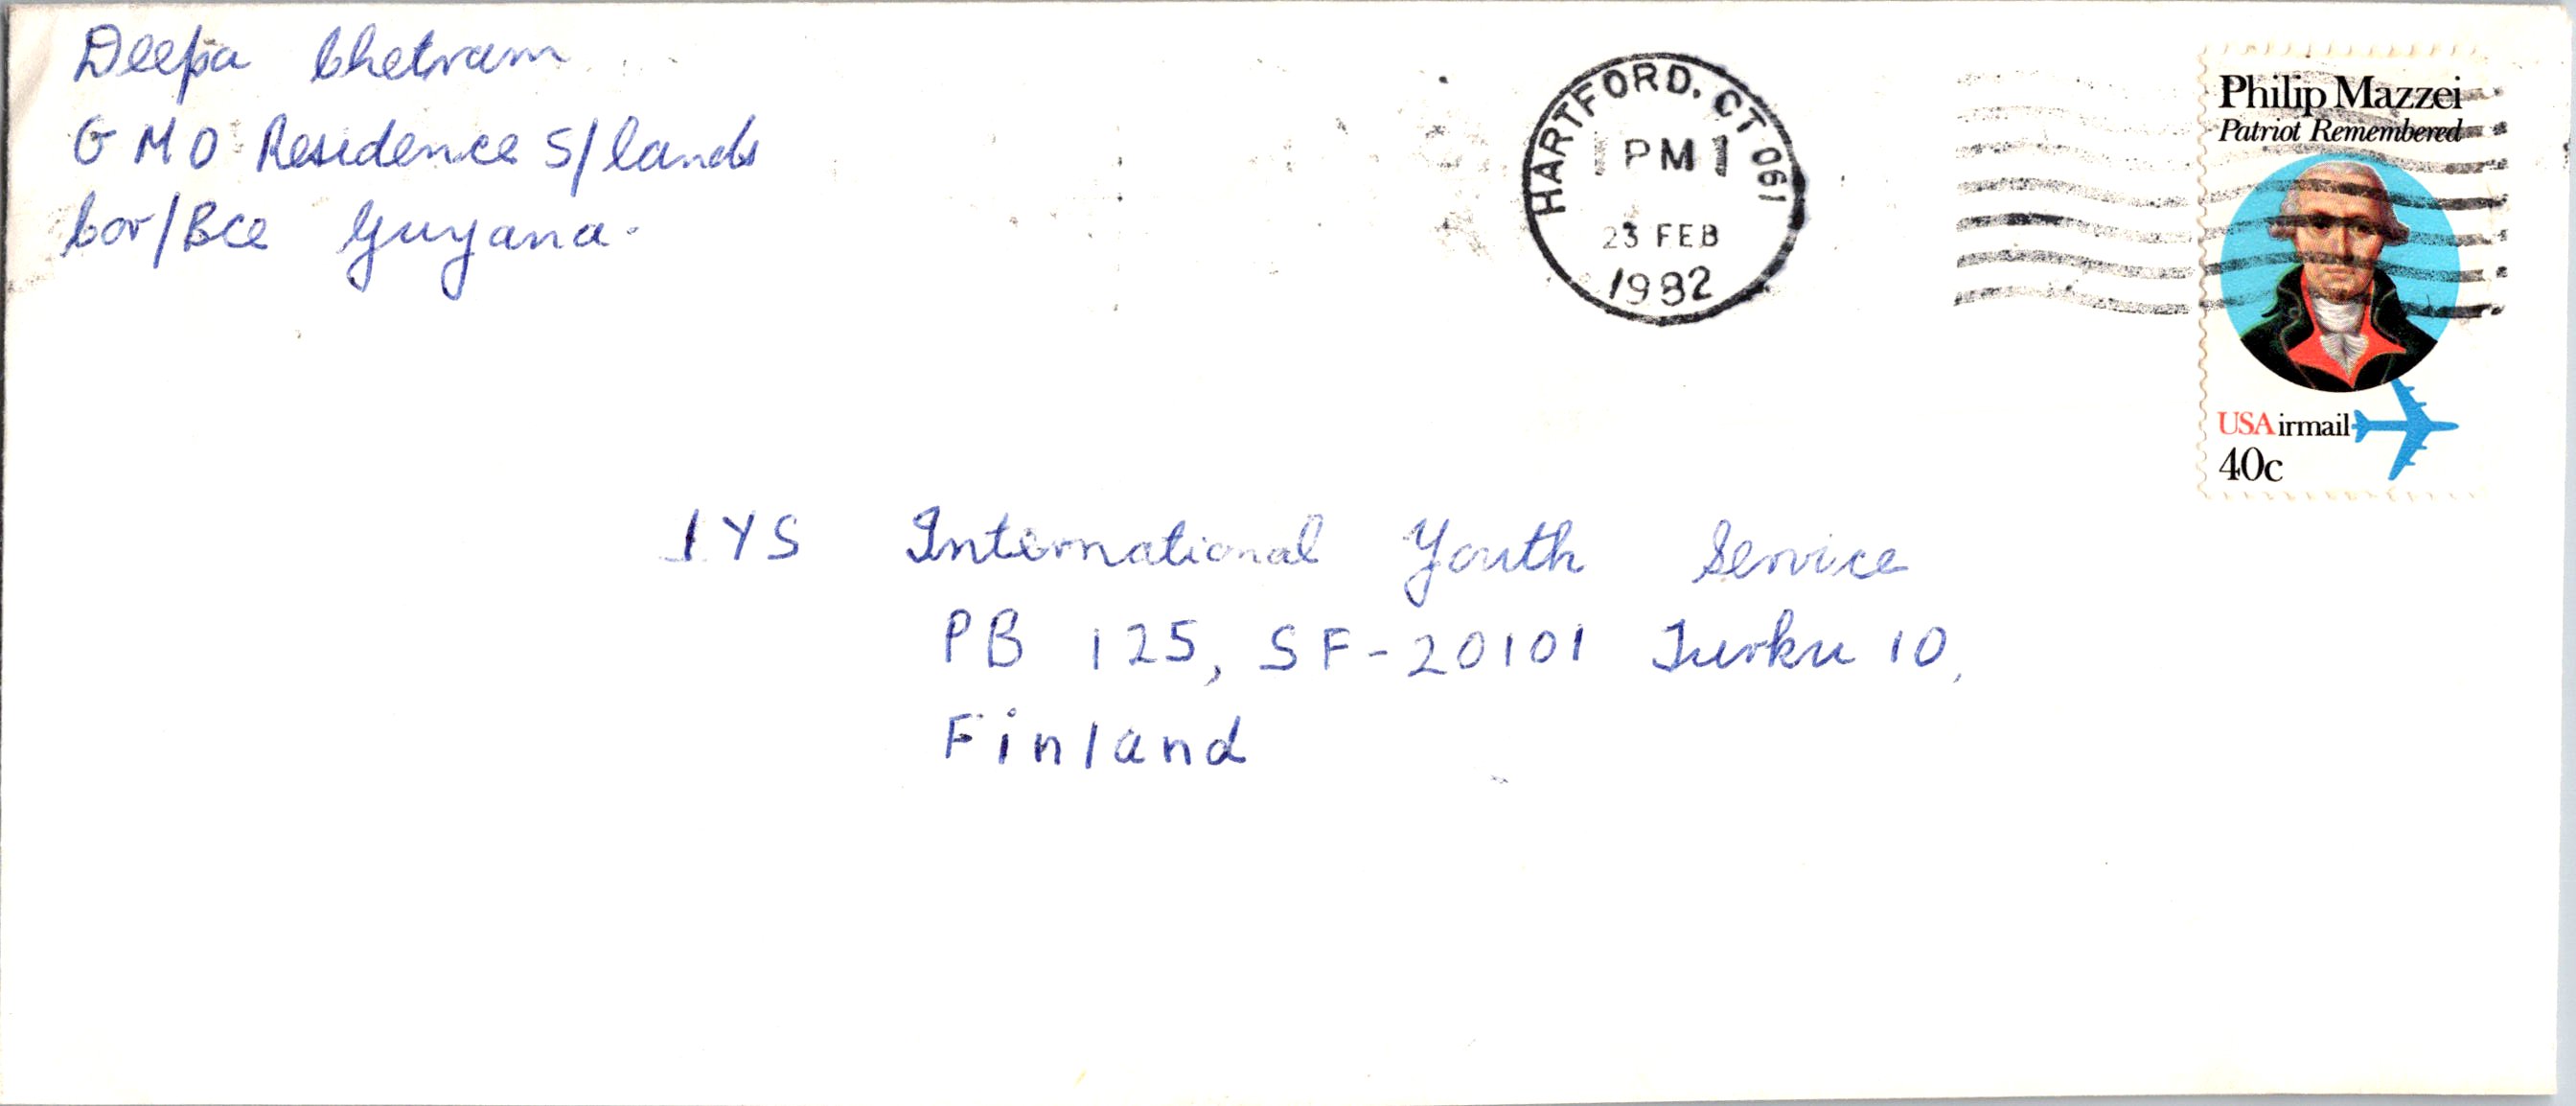 Deepa Chetram
G M O Residence S/lands
Cor/Bce Guyana.
HARTFORD. CT 061
PM
23 FEB
1982
Philip Mazzei
Patriot Remembered
USAirmail
40c
IYS International Youth Service
PB 125, SF-20101 Turku 10,
Finland